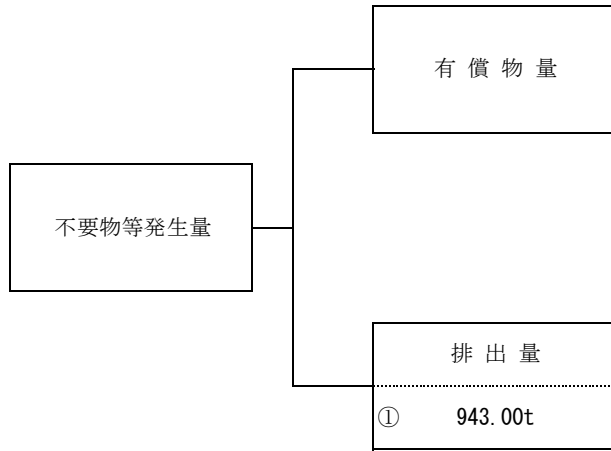 有 償 物 量
不要物等発生量
排 出 量
① 943.00t